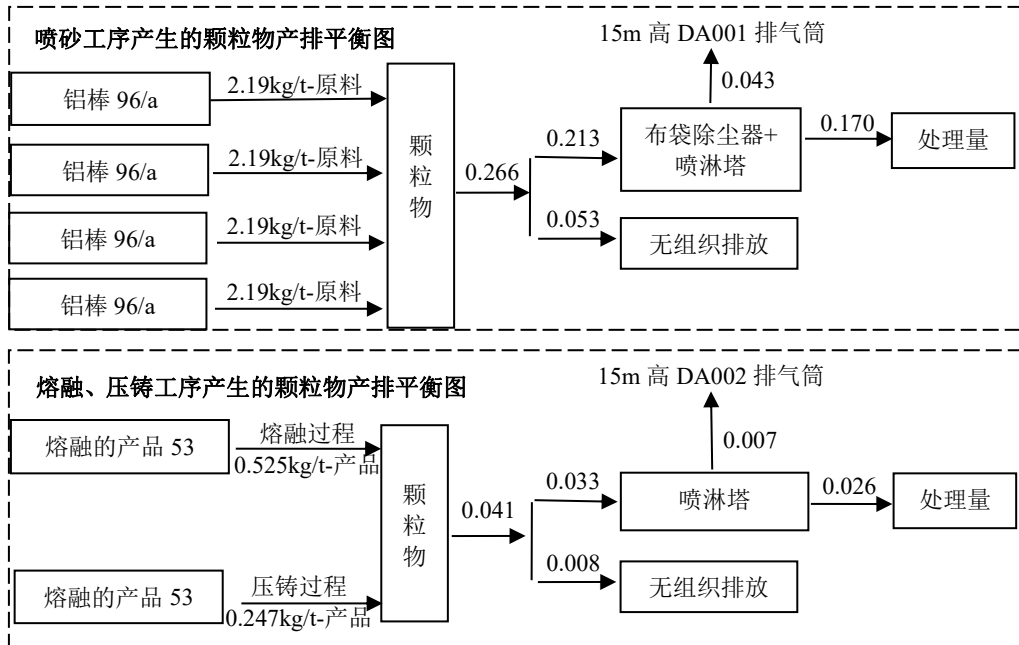 喷砂工序产生的颗粒物产排平衡图
15m 高 DA001 排气筒
铝棒 96/a
2.19kg/t-原料
铝棒 96/a
2.19kg/t-原料
铝棒 96/a
2.19kg/t-原料
铝棒 96/a
2.19kg/t-原料
颗
粒
物
0.266
0.213
0.053
布袋除尘器+
喷淋塔
0.043
0.170
处理量
无组织排放
熔融、压铸工序产生的颗粒物产排平衡图
15m 高 DA002 排气筒
熔融的产品 53
熔融过程
0.525kg/t-产品
熔融的产品 53
压铸过程
0.247kg/t-产品
颗
粒
物
0.041
0.033
0.008
喷淋塔
0.007
0.026
处理量
无组织排放